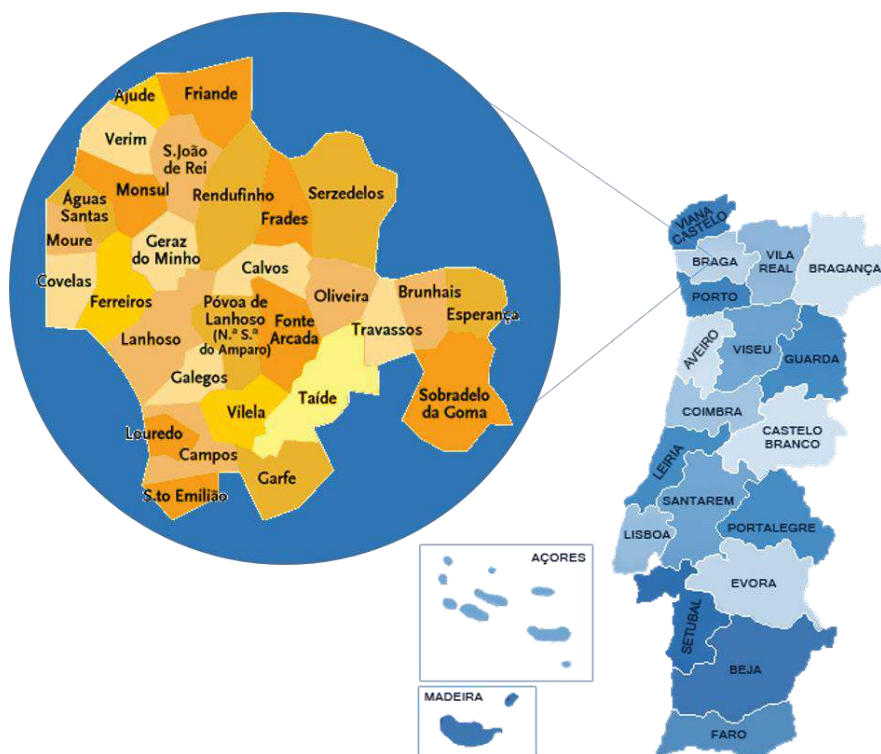 Ajude
Friande
Verim
S.João
de Rei
Monsul
Rendufinho
Serzedelos
Águas
Santas
Frades
Moure
Geraz
do Minho
Calvos
Covelas
Ferreiros
Oliveira
Brunhais
Póvoa de
Lanhoso
(N.ª S.ª
do Amparo)
Esperança
Lanhoso
Fonte
Arcada
Travassos
Galegos
Taíde
Sobradelo
da Goma
Vilela
Louredo
Campos
Garfe
S.to Emilião
VIANA
CASTELO
BRAGA
VILA
REAL
BRAGANÇA
PORTO
AVEIRO
VISEU
GUARDA
COIMBRA
CASTELO
BRANCO
LEIRIA
SANTAREM
LISBOA
PORTALEGRE
EVORA
SETUBAL
BEJA
FARO
AÇORES
MADEIRA